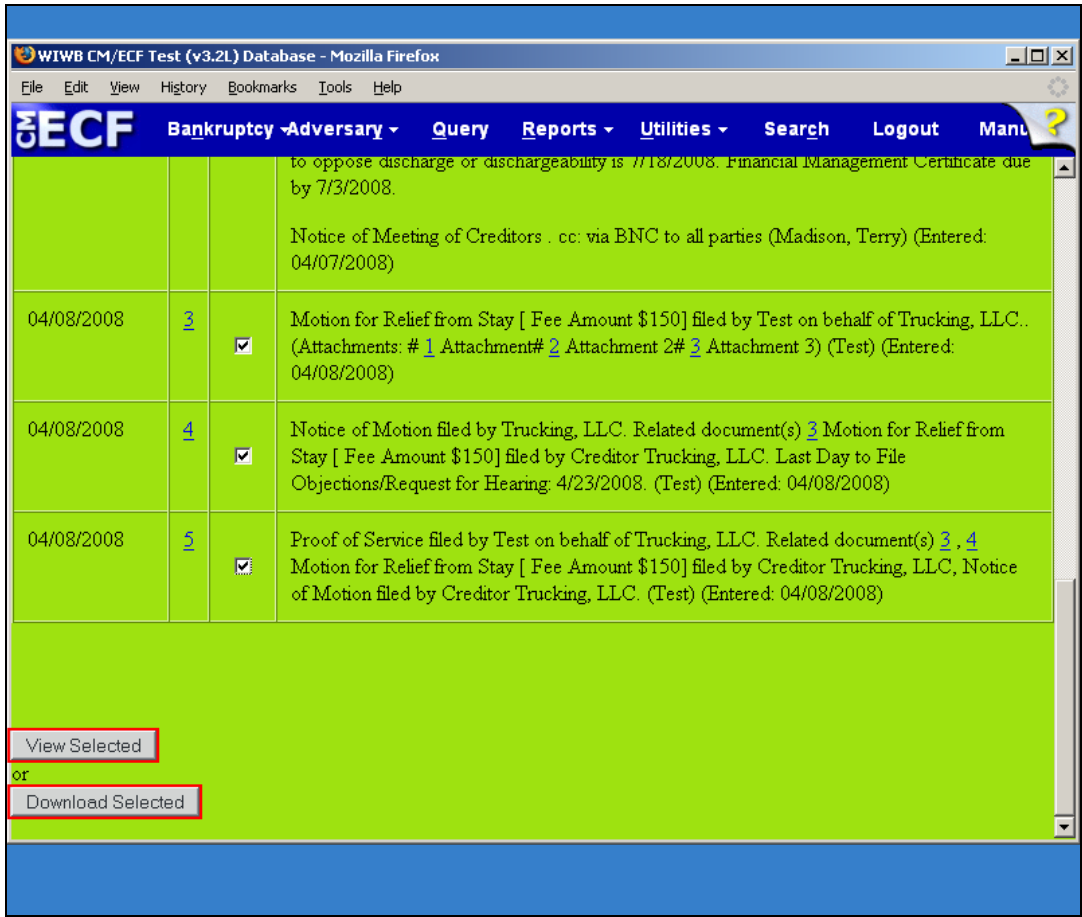 WIWB CM/ECF Test (v3.2L) Database - Mozilla Firefox
File Edit View History Bookmarks Tools Help
CM ECF Bankruptcy Adversary Query Reports Utilities Search Logout Manu ?
to oppose discharge or dischargeability is 7/18/2008. Financial Management Certificate due
by 7/3/2008.
Notice of Meeting of Creditors . cc: via BNC to all parties (Madison, Terry) (Entered:
04/07/2008)
04/08/2008 3 Motion for Relief from Stay [ Fee Amount $150] filed by Test on behalf of Trucking, LLC..
(Attachments: # 1 Attachment# 2 Attachment 2# 3 Attachment 3) (Test) (Entered:
04/08/2008)
04/08/2008 4 Notice of Motion filed by Trucking, LLC. Related document(s) 3 Motion for Relief from
Stay [ Fee Amount $150] filed by Creditor Trucking, LLC. Last Day to File
Objections/Request for Hearing: 4/23/2008. (Test) (Entered: 04/08/2008)
04/08/2008 5 Proof of Service filed by Test on behalf of Trucking, LLC. Related document(s) 3 , 4
Motion for Relief from Stay [ Fee Amount $150] filed by Creditor Trucking, LLC, Notice
of Motion filed by Creditor Trucking, LLC. (Test) (Entered: 04/08/2008)
View Selected
or
Download Selected